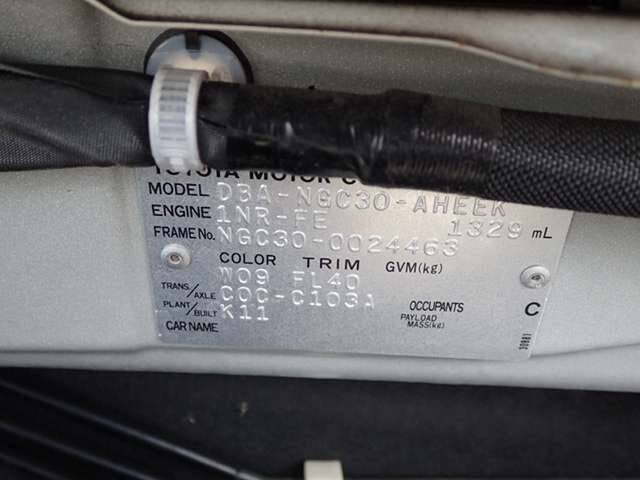 TOYOTA MOTOR C
MODEL DBA-NGC30-AHEEK
ENGINE 1NR-FE 1329 mL
FRAME No. NGC30-0024463
COLOR TRIM GVM(kg)
W09 FL40
TRANS/AXLE C0C-C103A OCCUPANTS C
PLANT/BUILT K11 PAYLOAD MASS(kg)
CAR NAME